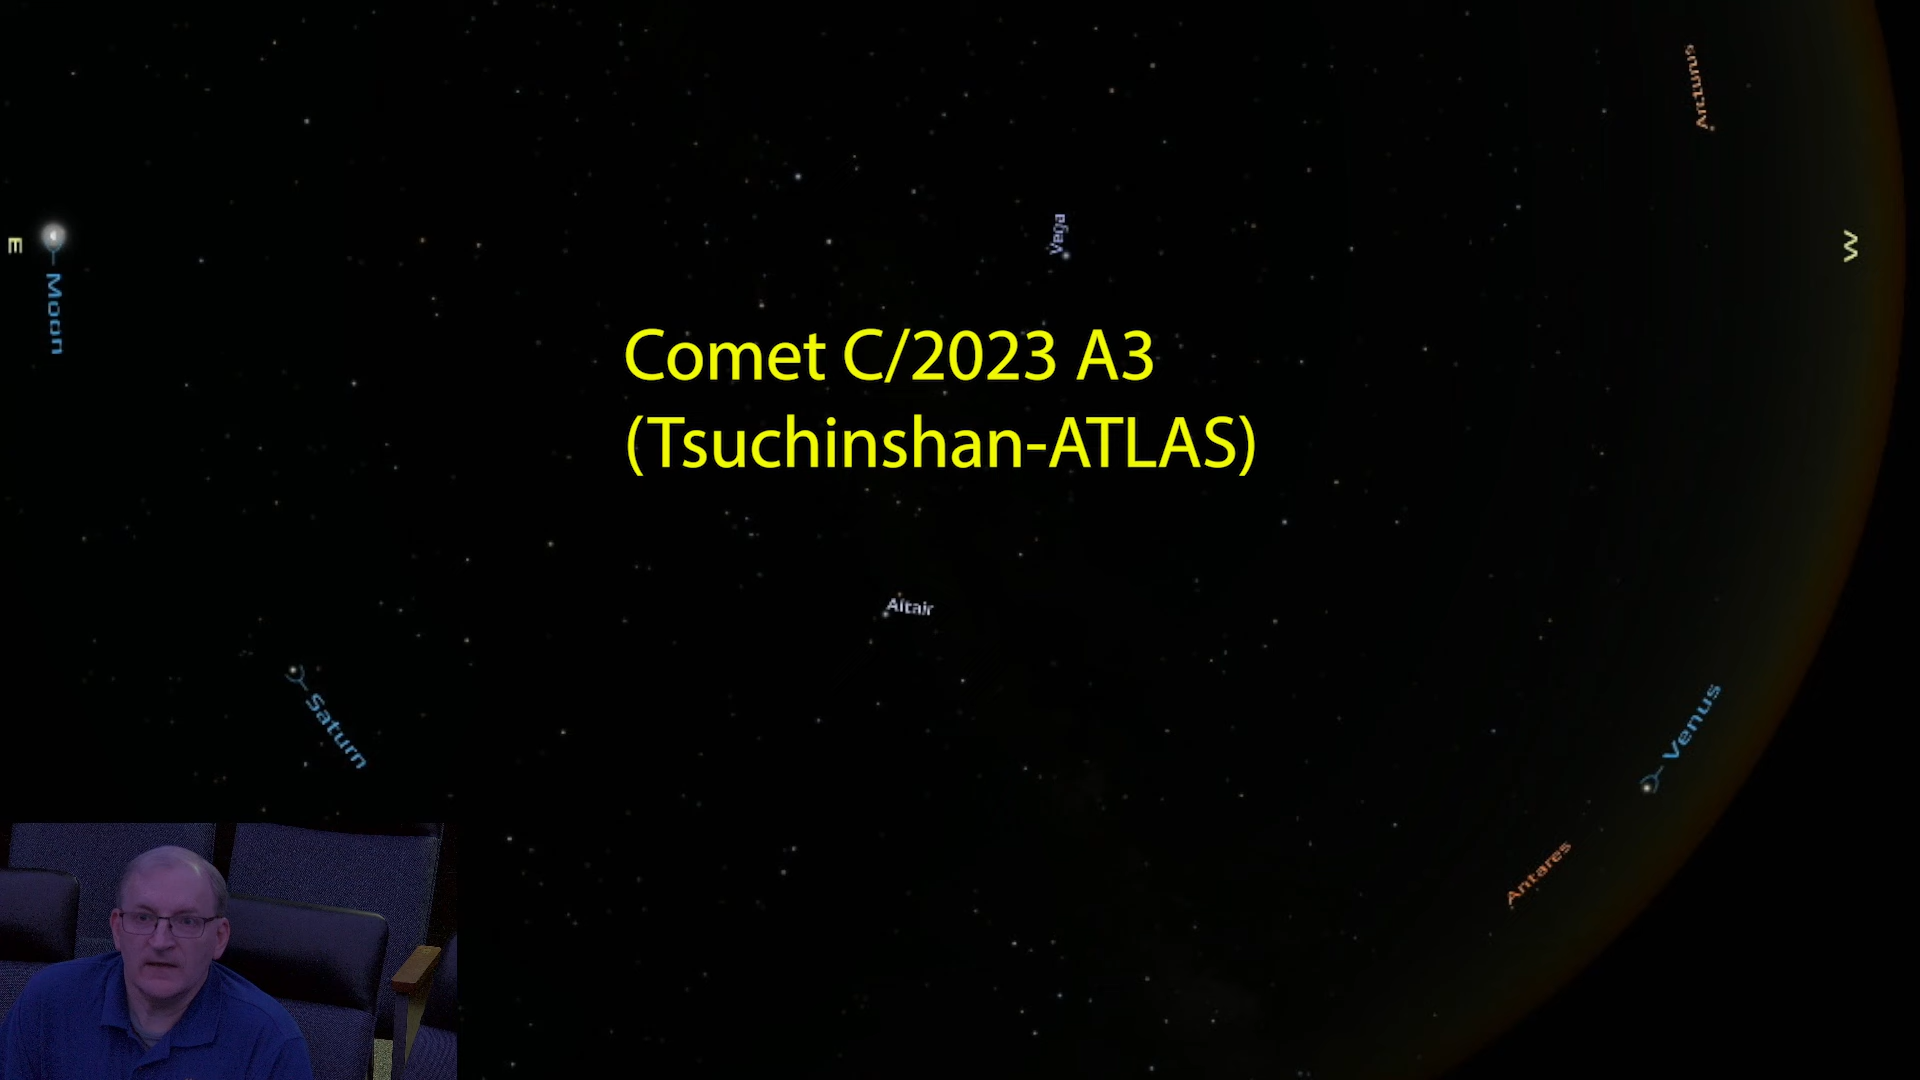 Arcturus
E
Moon
Vega
W
Comet C/2023 A3
(Tsuchinshan-ATLAS)
Altair
Saturn
Venus
Antares